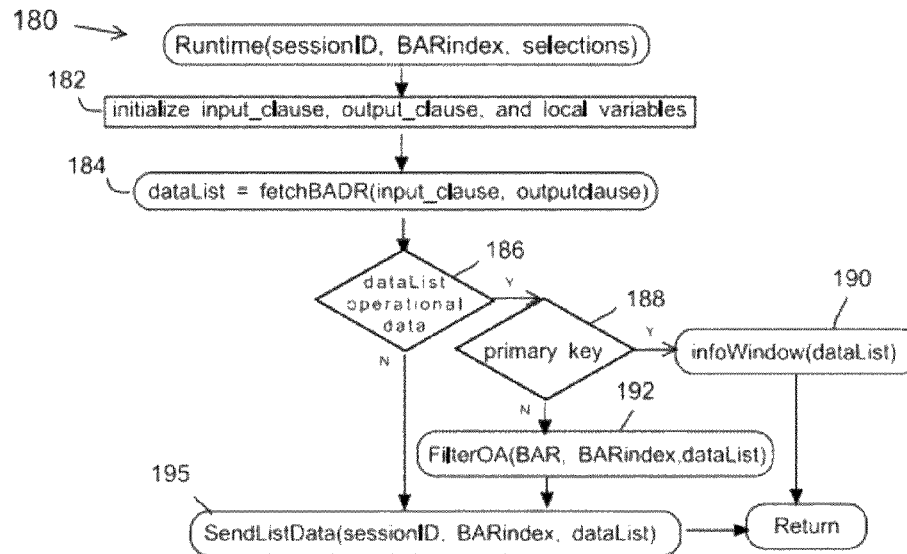 180
Runtime(sessionID, BARindex, selections)
182
initialize input_clause, output_clause, and local variables
184
dataList = fetchBADR(input_clause, outputclause)
186
dataList
operational
data
Y
N
188
primary key
Y
N
190
infoWindow(dataList)
192
FilterOA(BAR, BARindex,dataList)
195
SendListData(sessionID, BARindex, dataList)
Return